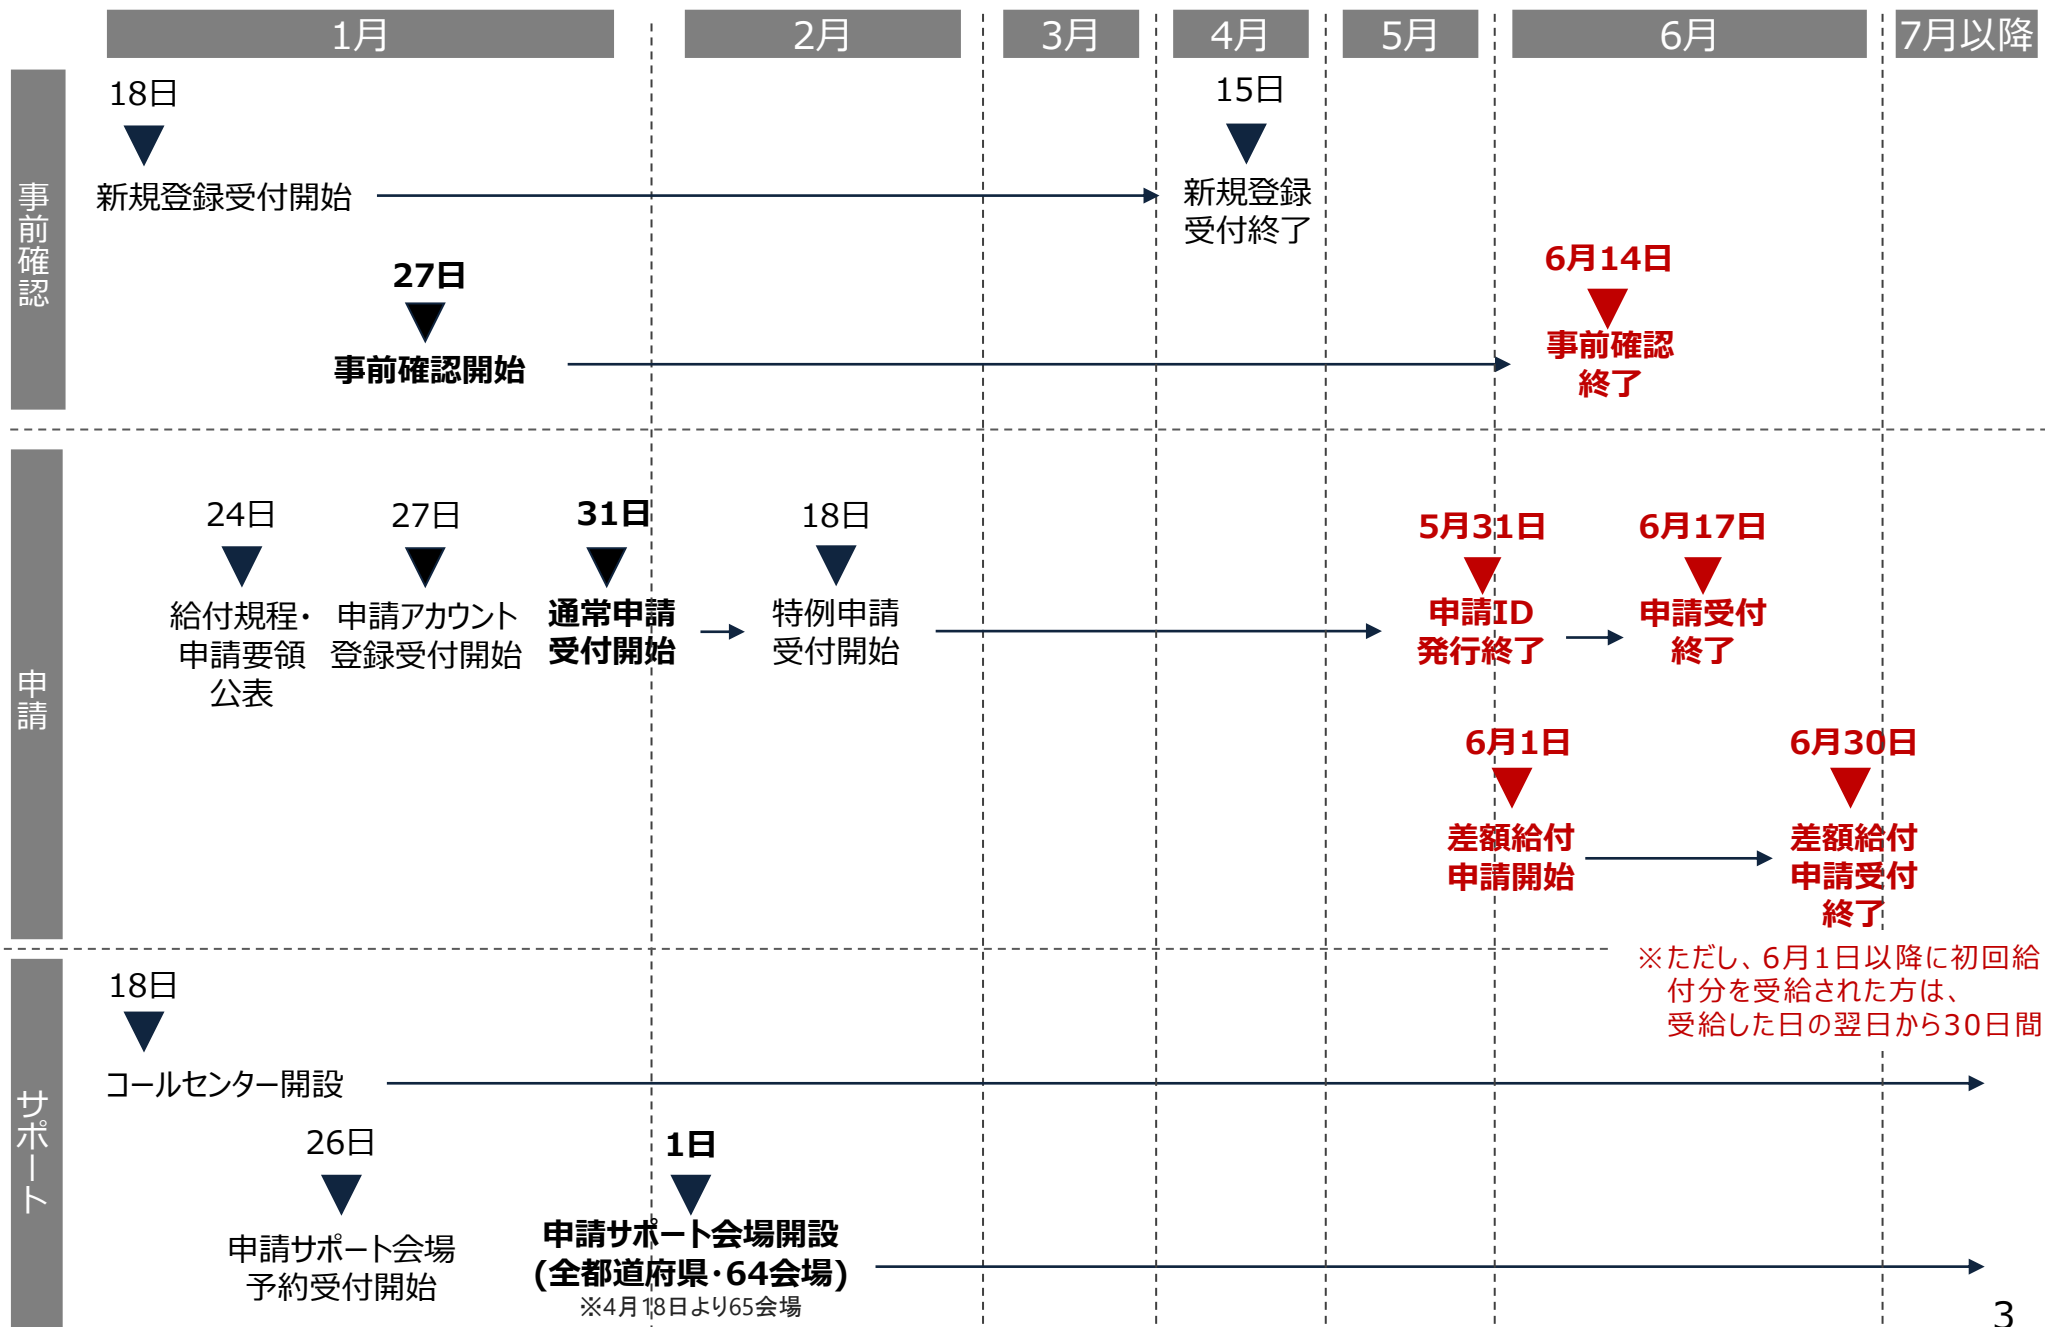 1月
2月
3月
4月
5月
6月
7月以降
事前確認
18日
新規登録受付開始
15日
新規登録
受付終了
27日
事前確認開始
6月14日
事前確認
終了
申請
24日
給付規程・
申請要領
公表
27日
申請アカウント
登録受付開始
31日
通常申請
受付開始
18日
特例申請
受付開始
5月31日
申請ID
発行終了
6月17日
申請受付
終了
6月1日
差額給付
申請開始
6月30日
差額給付
申請受付
終了
※ただし、6月1日以降に初回給
付分を受給された方は、
受給した日の翌日から30日間
サポート
18日
コールセンター開設
26日
申請サポート会場
予約受付開始
1日
申請サポート会場開設
(全都道府県・64会場)
※4月18日より65会場
3